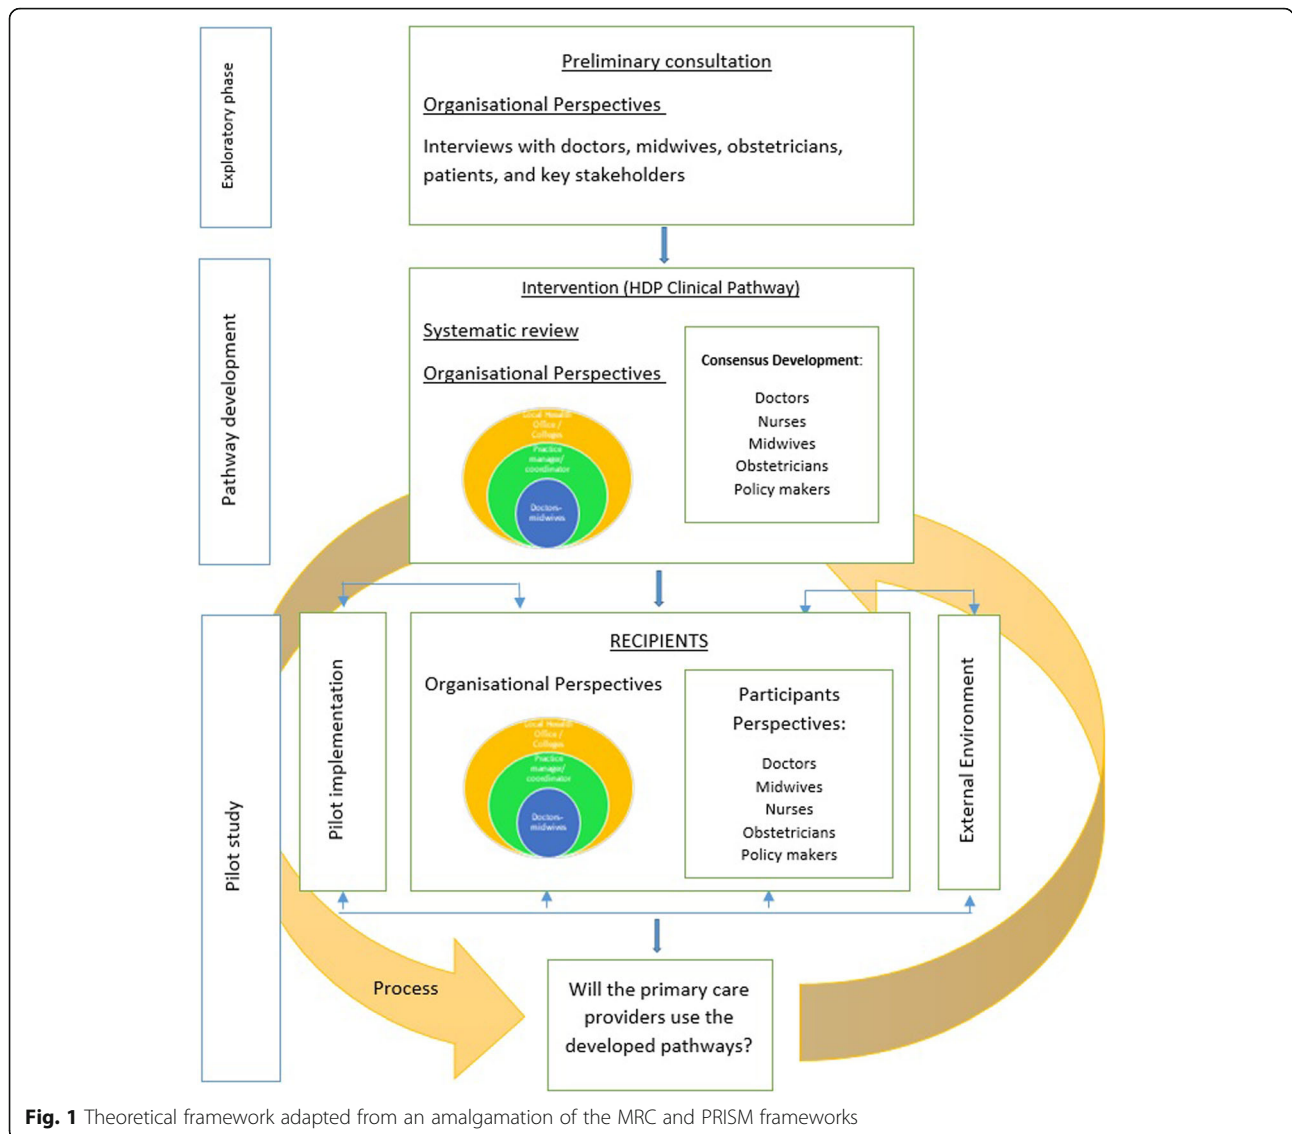 Exploratory phase
Preliminary consultation
Organisational Perspectives
Interviews with doctors, midwives, obstetricians,
patients, and key stakeholders
Pathway development
Intervention (HDP Clinical Pathway)
Systematic review
Organisational Perspectives
Office /
Colleges
Practice
manager/
coordinator
Doctors-
midwives
Consensus Development:
Doctors
Nurses
Midwives
Obstetricians
Policy makers
Pilot study
Pilot implementation
RECIPIENTS
Organisational Perspectives
Office /
Colleges
Practice
manager/
coordinator
Doctors-
midwives
Participants
Perspectives:
Doctors
Midwives
Nurses
Obstetricians
Policy makers
External Environment
Process
Will the primary care
providers use the
developed pathways?
Fig. 1 Theoretical framework adapted from an amalgamation of the MRC and PRISM frameworks